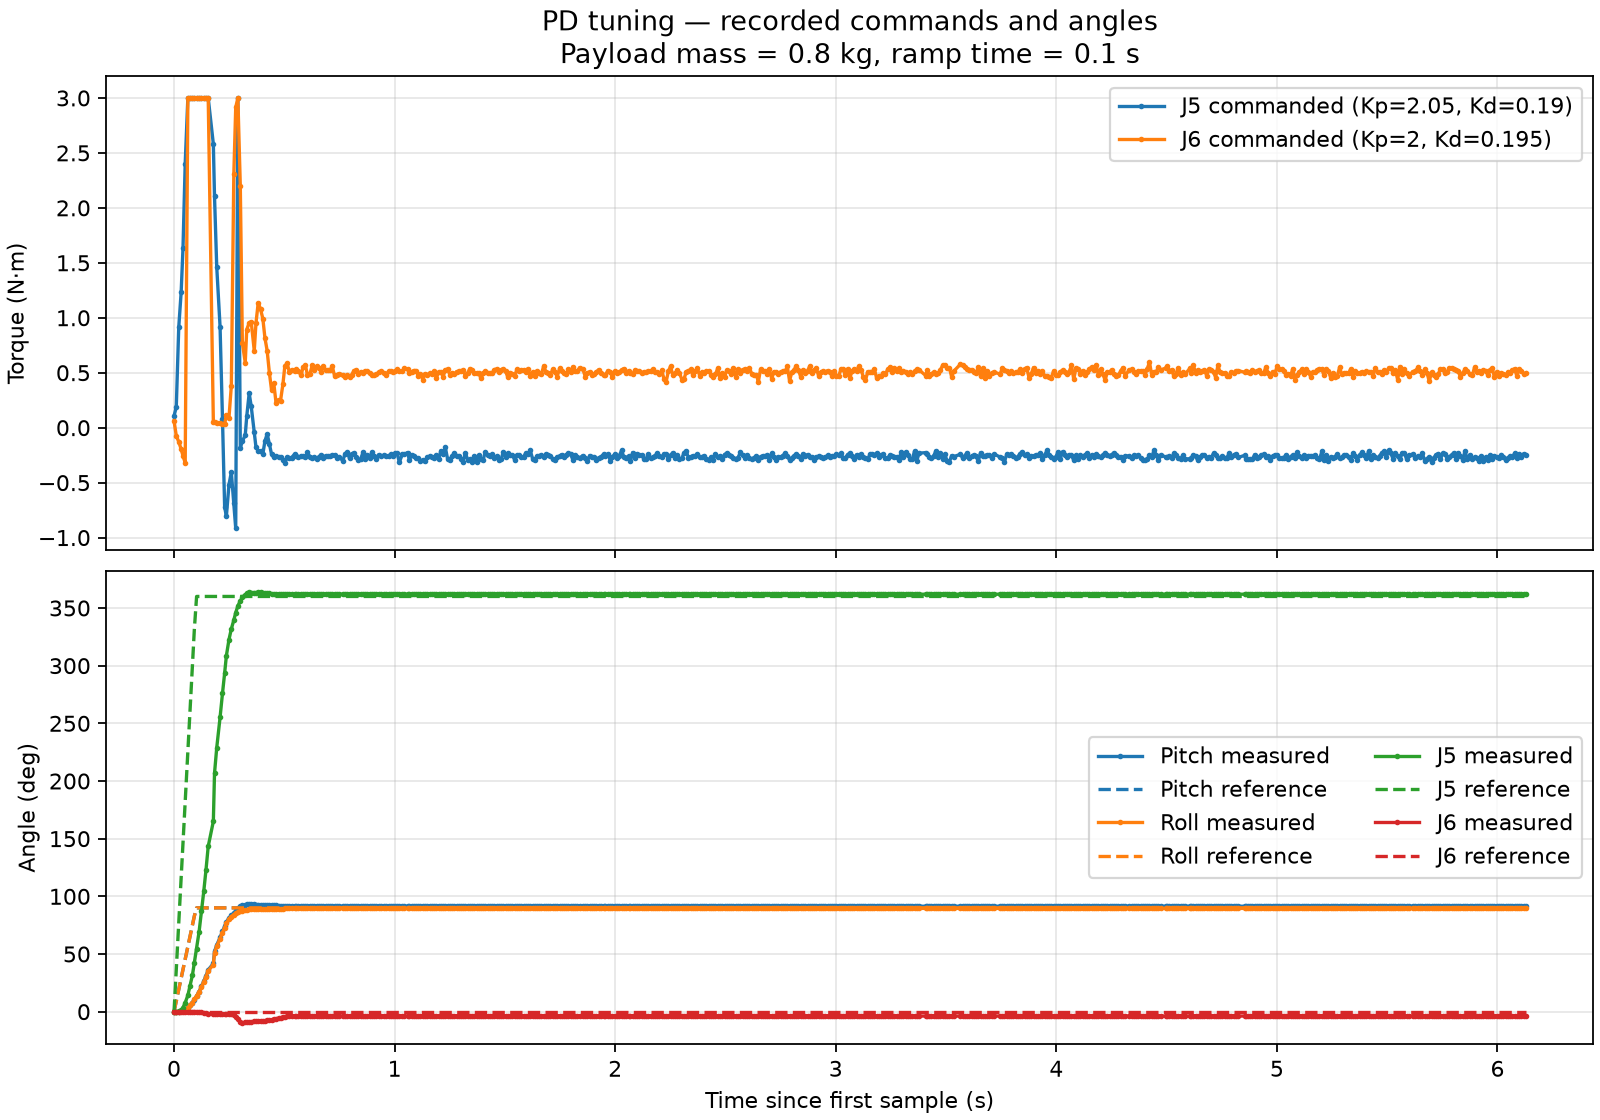 PD tuning — recorded commands and angles
Payload mass = 0.8 kg, ramp time = 0.1 s
Torque (N·m)
3.0
2.5
2.0
1.5
1.0
0.5
0.0
−0.5
−1.0
J5 commanded (Kp=2.05, Kd=0.19)
J6 commanded (Kp=2, Kd=0.195)
Angle (deg)
350
300
250
200
150
100
50
0
Pitch measured
Pitch reference
Roll measured
Roll reference
J5 measured
J5 reference
J6 measured
J6 reference
0 1 2 3 4 5 6
Time since first sample (s)